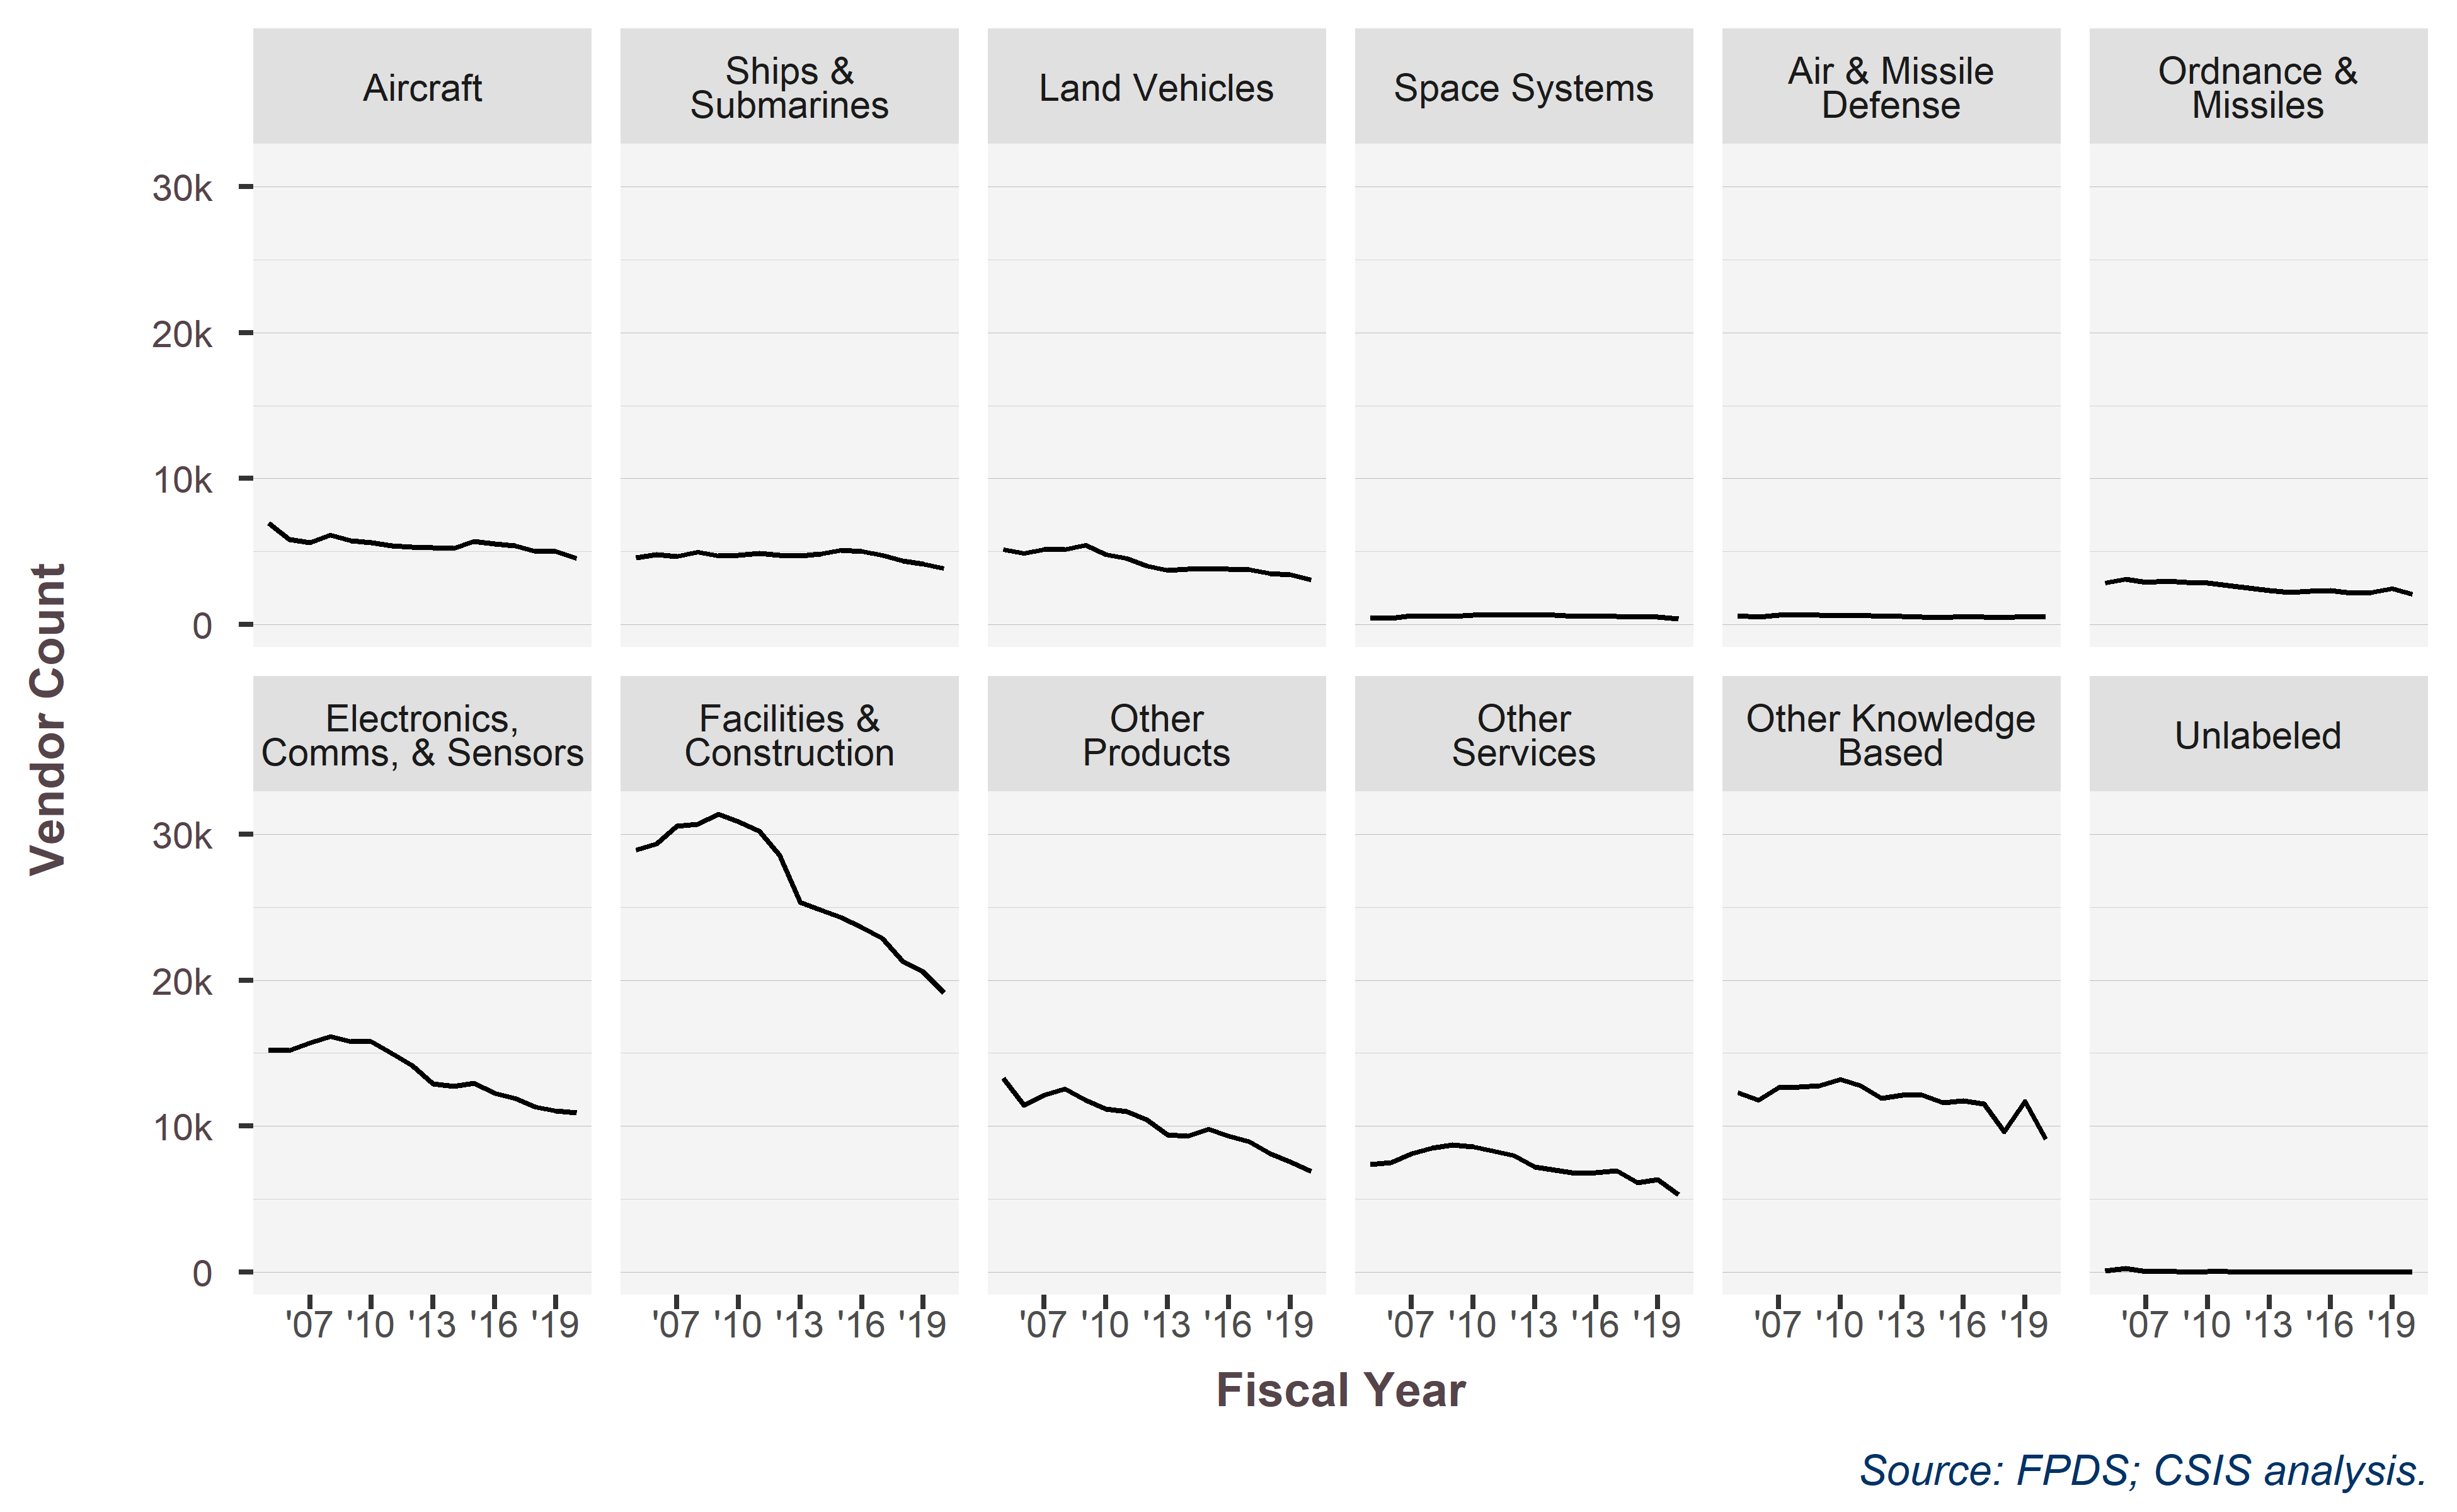 Aircraft
Ships &
Submarines
Land Vehicles
Space Systems
Air & Missile
Defense
Ordnance &
Missiles
30k
20k
10k
0
Vendor Count
Electronics,
Comms, & Sensors
Facilities &
Construction
Other
Products
Other
Services
Other Knowledge
Based
Unlabeled
30k
20k
10k
0
'07 '10 '13 '16 '19
'07 '10 '13 '16 '19
'07 '10 '13 '16 '19
'07 '10 '13 '16 '19
'07 '10 '13 '16 '19
'07 '10 '13 '16 '19
Fiscal Year
Source: FPDS; CSIS analysis.